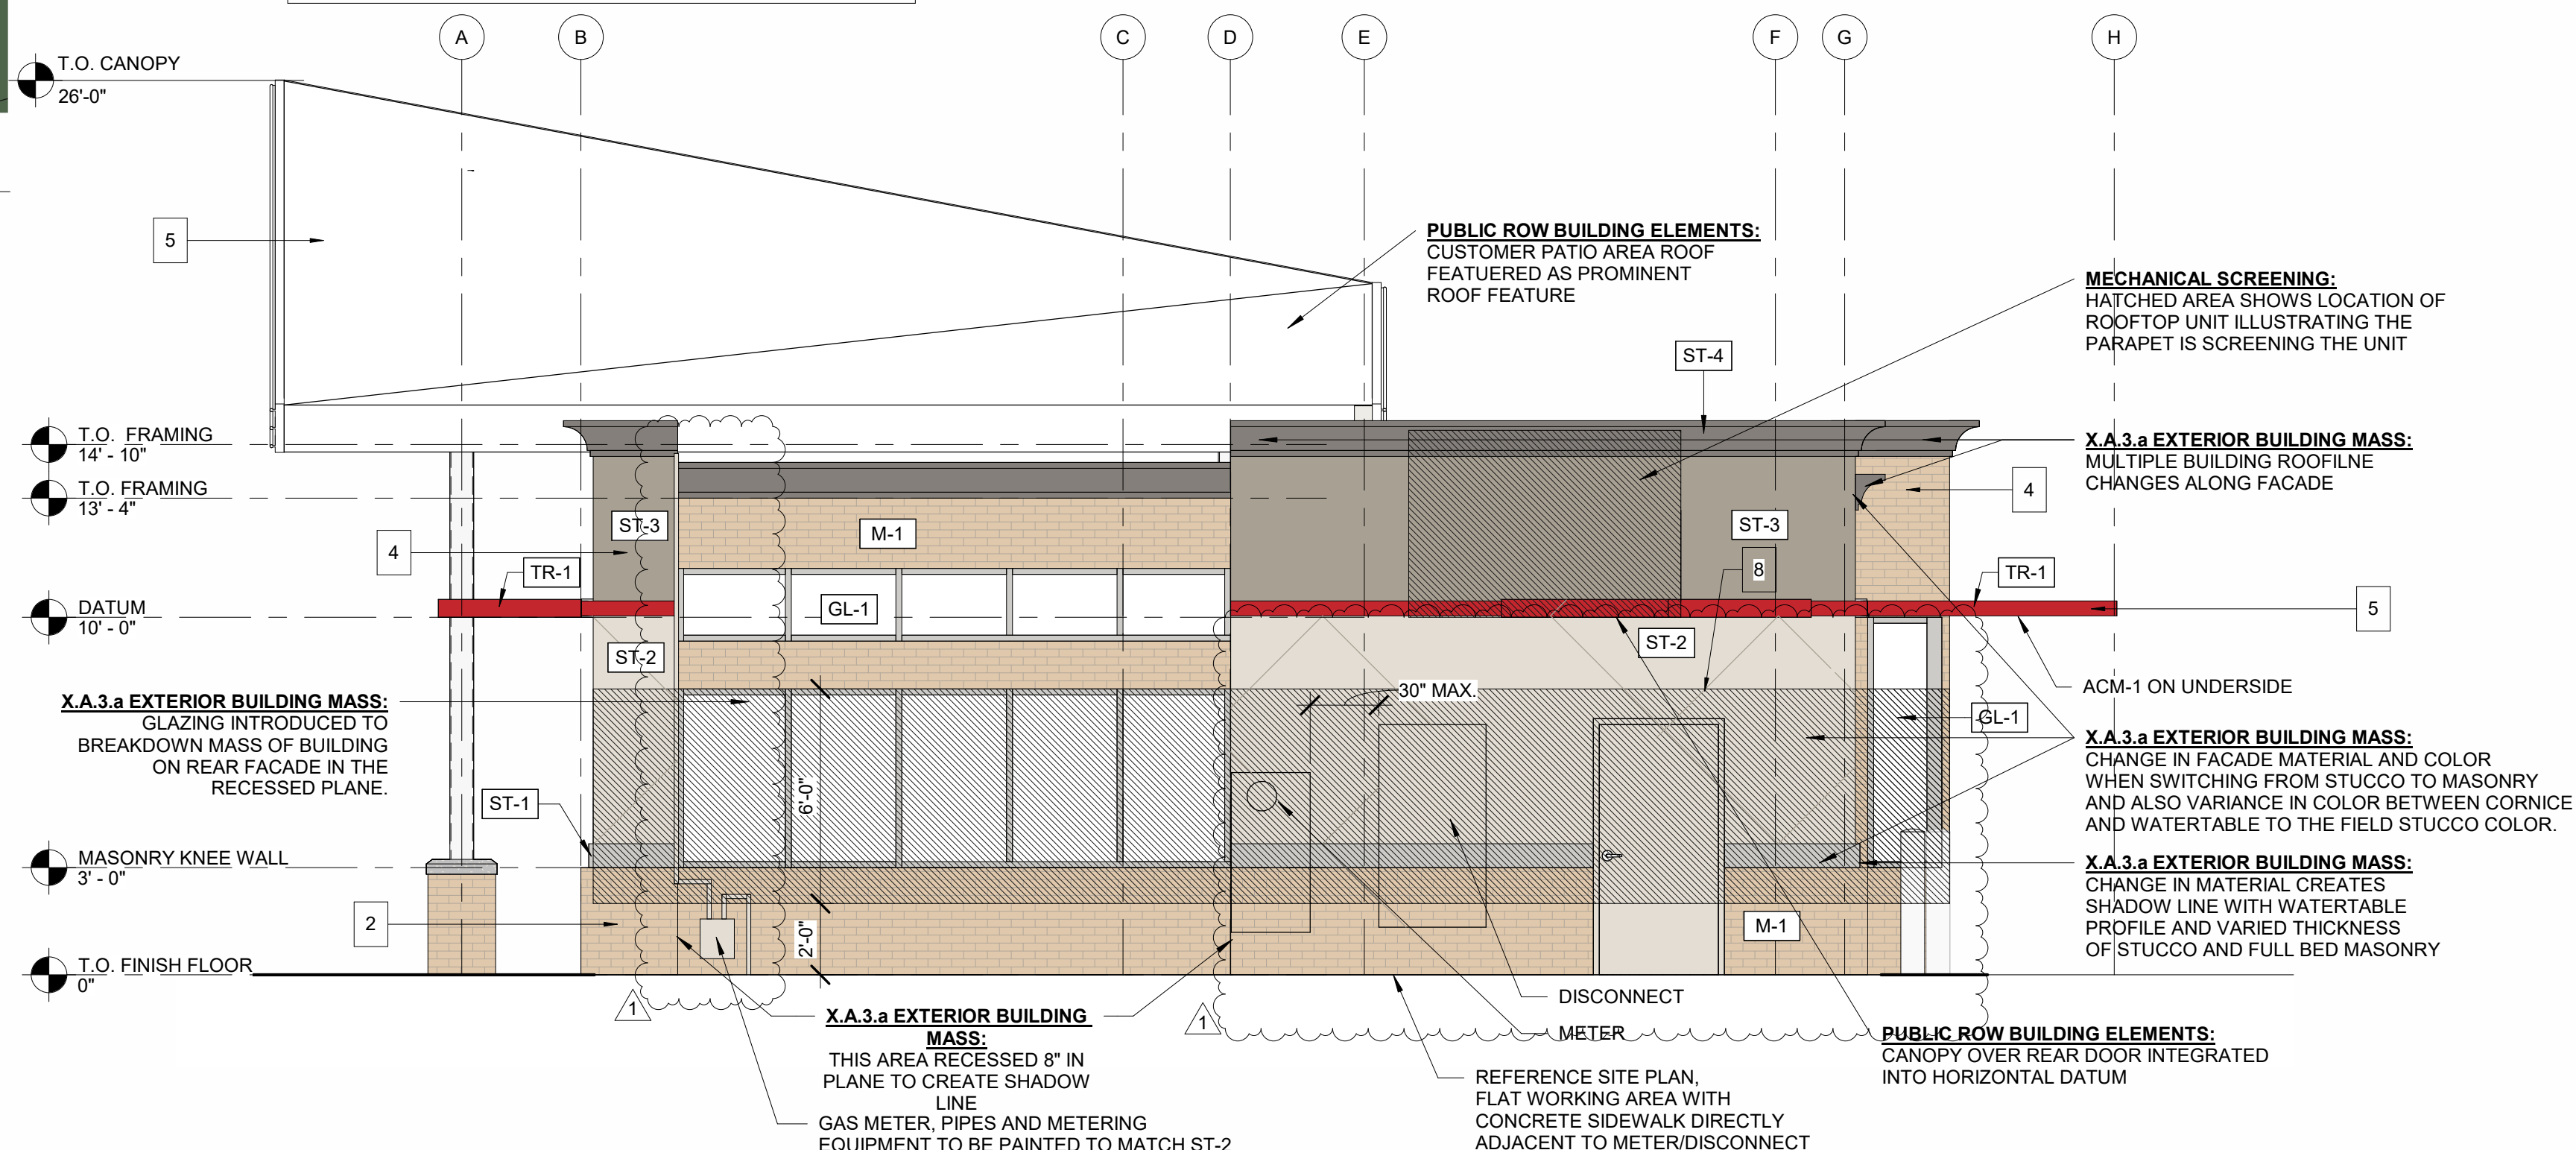 A
B
C
D
E
F
G
H
T.O. CANOPY
26'-0"
5
PUBLIC ROW BUILDING ELEMENTS:
CUSTOMER PATIO AREA ROOF
FEATUERED AS PROMINENT
ROOF FEATURE
MECHANICAL SCREENING:
HATCHED AREA SHOWS LOCATION OF
ROOFTOP UNIT ILLUSTRATING THE
PARAPET IS SCREENING THE UNIT
ST-4
T.O. FRAMING
14' - 10"
X.A.3.a EXTERIOR BUILDING MASS:
MULTIPLE BUILDING ROOFILNE
CHANGES ALONG FACADE
T.O. FRAMING
13' - 4"
4
ST-3
M-1
ST-3
4
TR-1
8
TR-1
DATUM
10' - 0"
GL-1
5
ST-2
ST-2
ACM-1 ON UNDERSIDE
X.A.3.a EXTERIOR BUILDING MASS:
GLAZING INTRODUCED TO
BREAKDOWN MASS OF BUILDING
ON REAR FACADE IN THE
RECESSED PLANE.
30" MAX.
GL-1
X.A.3.a EXTERIOR BUILDING MASS:
CHANGE IN FACADE MATERIAL AND COLOR
WHEN SWITCHING FROM STUCCO TO MASONRY
AND ALSO VARIANCE IN COLOR BETWEEN CORNICE
AND WATERTABLE TO THE FIELD STUCCO COLOR.
6'-0"
ST-1
MASONRY KNEE WALL
3' - 0"
X.A.3.a EXTERIOR BUILDING MASS:
CHANGE IN MATERIAL CREATES
SHADOW LINE WITH WATERTABLE
PROFILE AND VARIED THICKNESS
OF STUCCO AND FULL BED MASONRY
2
2'-0"
M-1
T.O. FINISH FLOOR
0"
1
1
X.A.3.a EXTERIOR BUILDING
MASS:
THIS AREA RECESSED 8" IN
PLANE TO CREATE SHADOW
LINE
GAS METER, PIPES AND METERING
EQUIPMENT TO BE PAINTED TO MATCH ST-2
DISCONNECT
METER
REFERENCE SITE PLAN,
FLAT WORKING AREA WITH
CONCRETE SIDEWALK DIRECTLY
ADJACENT TO METER/DISCONNECT
PUBLIC ROW BUILDING ELEMENTS:
CANOPY OVER REAR DOOR INTEGRATED
INTO HORIZONTAL DATUM